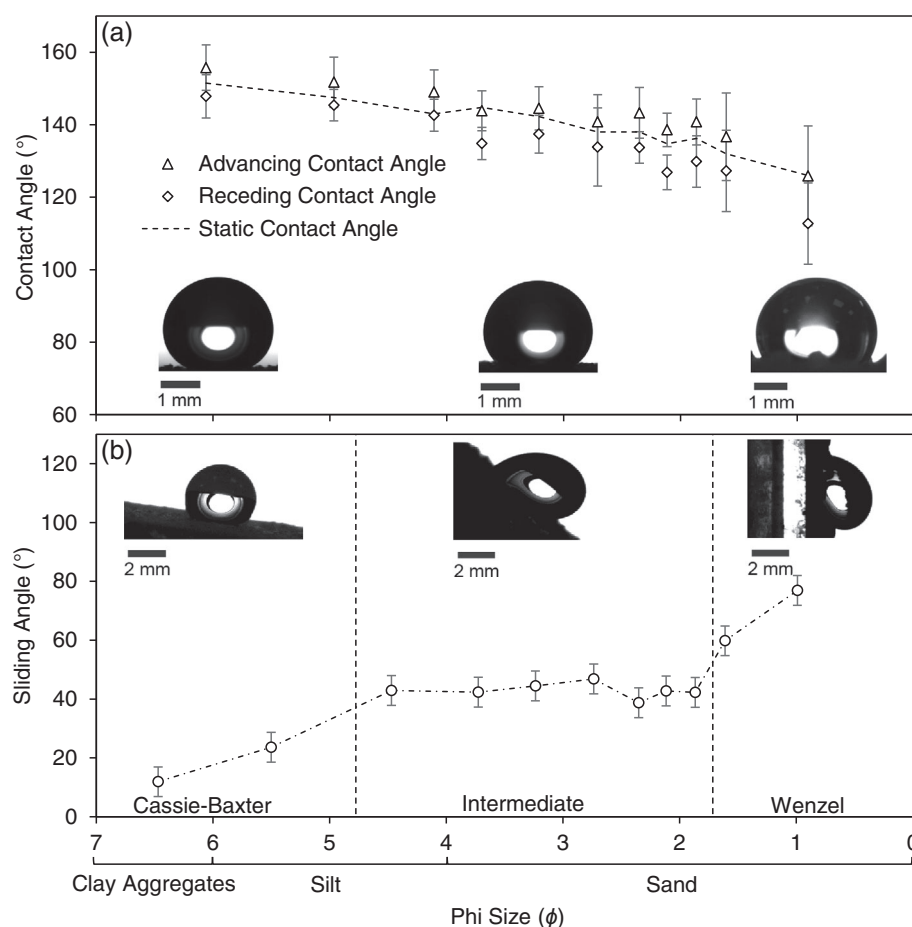 (a)
160
140
120
100
80
60
Contact Angle (°)
Advancing Contact Angle
Receding Contact Angle
Static Contact Angle
1 mm
1 mm
1 mm
(b)
120
100
80
60
40
20
0
Sliding Angle (°)
2 mm
2 mm
2 mm
Cassie-Baxter
Intermediate
Wenzel
7 6 5 4 3 2 1 0
Clay Aggregates Silt Sand
Phi Size (ϕ)